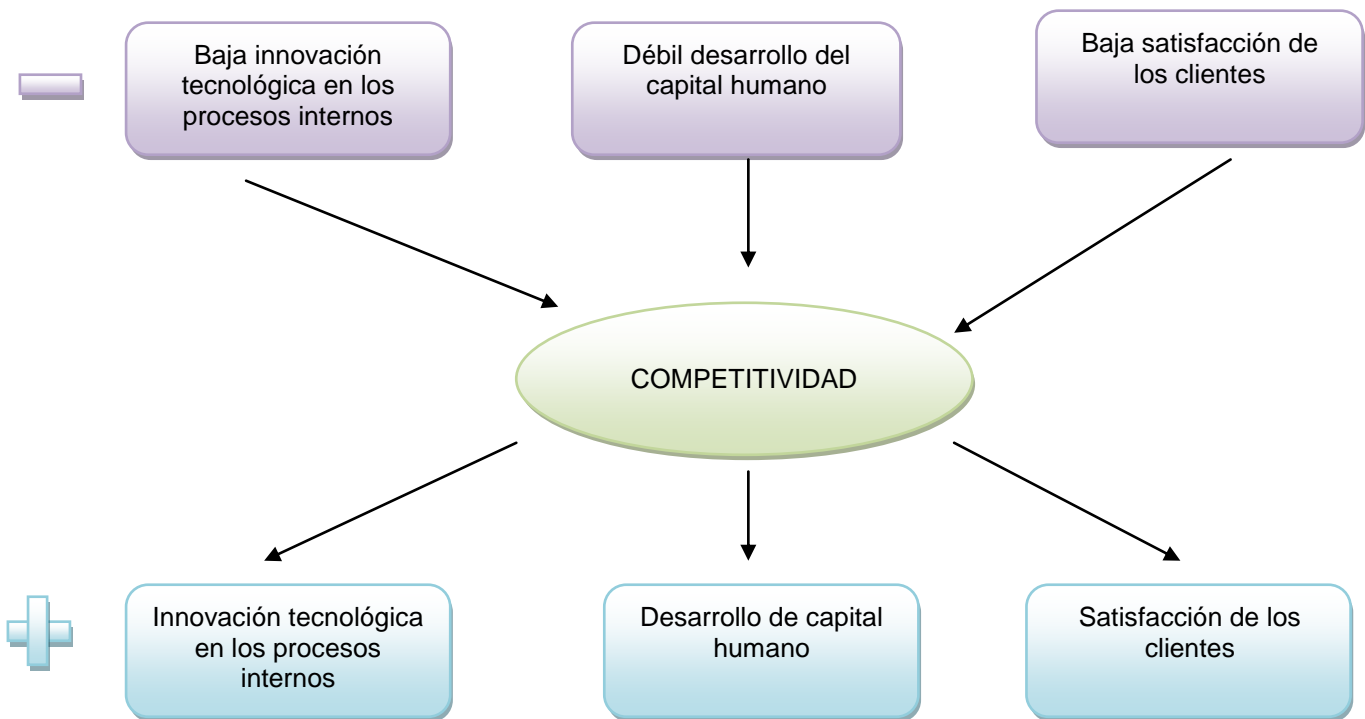 Baja innovación
tecnológica en los
procesos internos
Débil desarrollo del
capital humano
Baja satisfacción de
los clientes
COMPETITIVIDAD
Innovación tecnológica
en los procesos
internos
Desarrollo de capital
humano
Satisfacción de los
clientes